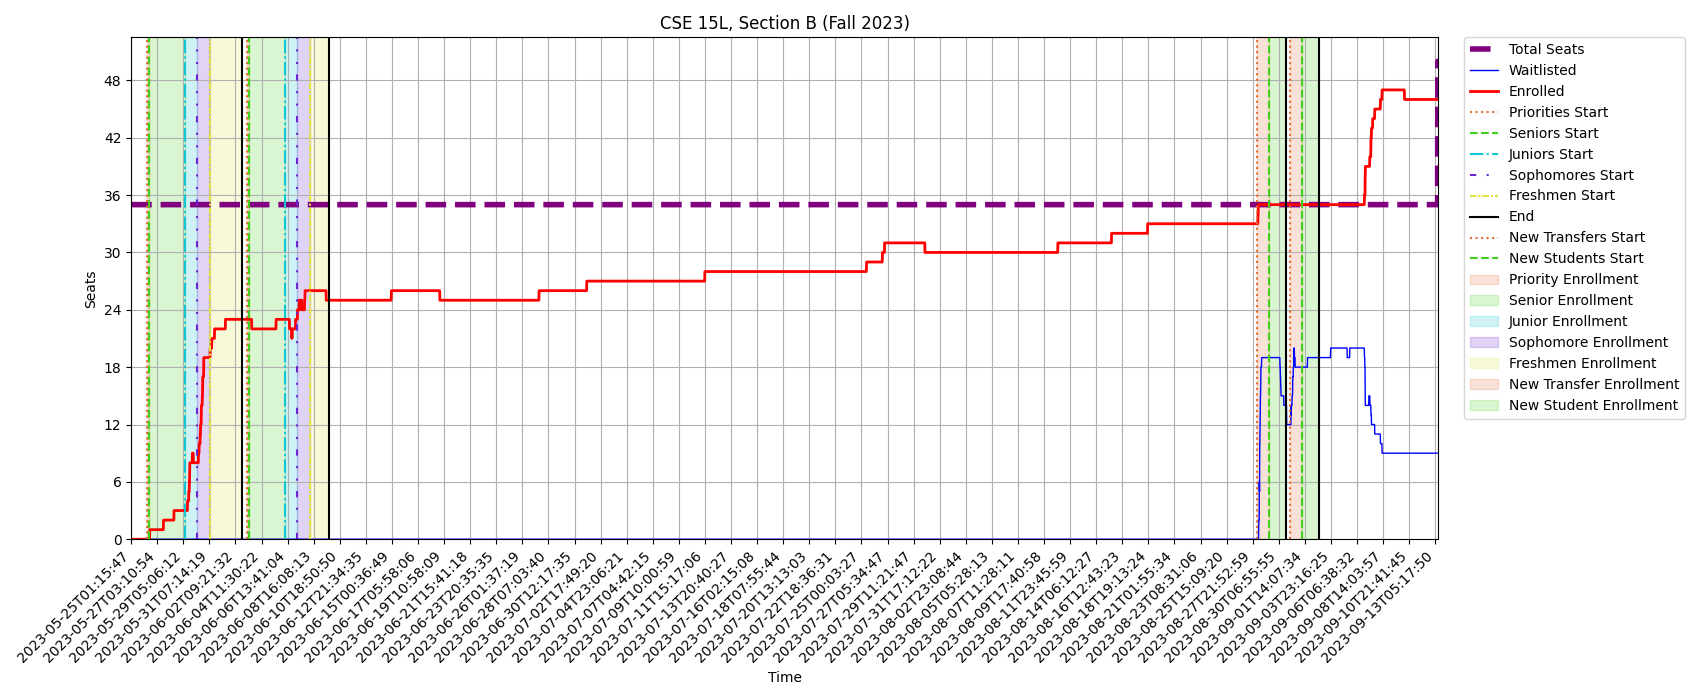 CSE 15L, Section B (Fall 2023)
Seats
48
42
36
30
24
18
12
6
0
2023-05-25T01:15:47
2023-05-27T03:10:54
2023-05-29T05:06:12
2023-05-31T07:14:19
2023-06-02T09:21:32
2023-06-04T11:30:22
2023-06-06T13:41:04
2023-06-08T16:08:13
2023-06-10T18:50:50
2023-06-12T21:34:35
2023-06-15T00:36:49
2023-06-17T05:58:06
2023-06-19T10:58:09
2023-06-21T15:41:18
2023-06-23T20:35:35
2023-06-26T01:37:19
2023-06-28T07:03:40
2023-06-30T12:17:35
2023-07-02T17:49:20
2023-07-04T23:06:21
2023-07-07T04:42:15
2023-07-09T10:00:59
2023-07-11T15:17:06
2023-07-13T20:40:27
2023-07-16T02:15:08
2023-07-18T07:55:44
2023-07-20T13:13:03
2023-07-22T18:36:31
2023-07-25T00:03:27
2023-07-27T05:34:47
2023-07-29T11:21:47
2023-07-31T17:12:22
2023-08-02T23:08:44
2023-08-05T05:28:13
2023-08-07T11:28:11
2023-08-09T17:40:58
2023-08-11T23:45:59
2023-08-14T06:12:27
2023-08-16T12:43:23
2023-08-18T19:13:24
2023-08-21T01:55:34
2023-08-23T08:31:06
2023-08-25T15:09:20
2023-08-27T21:52:59
2023-08-30T06:55:55
2023-09-01T14:07:34
2023-09-03T23:16:25
2023-09-06T06:38:32
2023-09-08T14:03:57
2023-09-10T21:41:45
2023-09-13T05:17:50
Time
Total Seats
Waitlisted
Enrolled
Priorities Start
Seniors Start
Juniors Start
Sophomores Start
Freshmen Start
End
New Transfers Start
New Students Start
Priority Enrollment
Senior Enrollment
Junior Enrollment
Sophomore Enrollment
Freshmen Enrollment
New Transfer Enrollment
New Student Enrollment